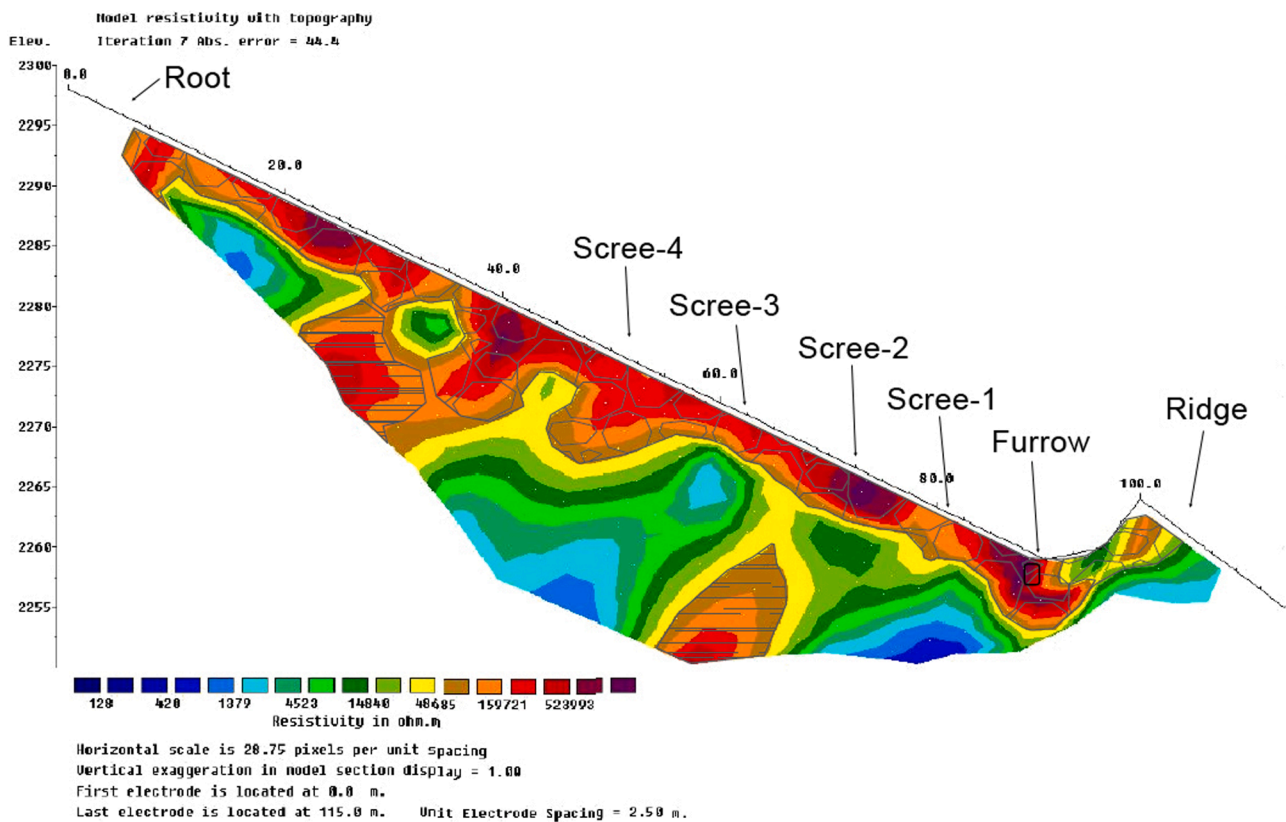 Model resistivity with topography
Elev. Iteration 7 Abs. error = 44.4
2300
0.0
Root
2295
2290
20.0
2285
Scree-4
40.0
2280
Scree-3
2275
Scree-2
60.0
Scree-1
2270
Ridge
Furrow
2265
80.0
100.0
2260
2255
128 420 1379 4523 14840 48685 159721 523993
Resistivity in ohm.m
Horizontal scale is 28.75 pixels per unit spacing
Vertical exaggeration in model section display = 1.00
First electrode is located at 0.0 m.
Last electrode is located at 115.0 m. Unit Electrode Spacing = 2.50 m.